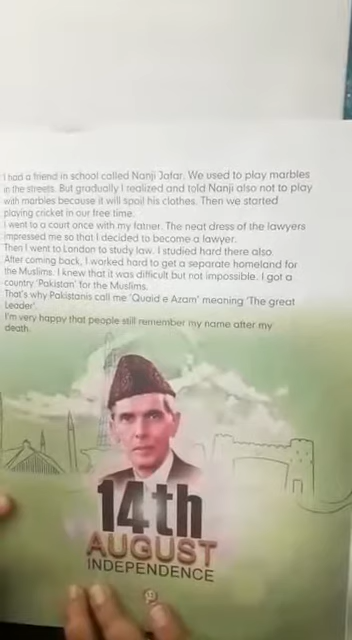 I had a friend in school called Nanji Jafar. We used to play marbles
in the streets. But gradually I realized and told Nanji also not to play
with marbles because it will spoil his clothes. Then we started
playing cricket in our free time.
I went to a court once with my father. The neat dress of the lawyers
impressed me so that I decided to become a lawyer.
Then I went to London to study law. I studied hard there also.
After coming back, I worked hard to get a separate homeland for
the Muslims. I knew that it was difficult but not impossible. I got a
country 'Pakistan' for the Muslims.
That's why Pakistanis call me 'Quaid e Azam' meaning 'The great
Leader'.
I'm very happy that people still remember my name after my
death.
14th
AUGUST
INDEPENDENCE